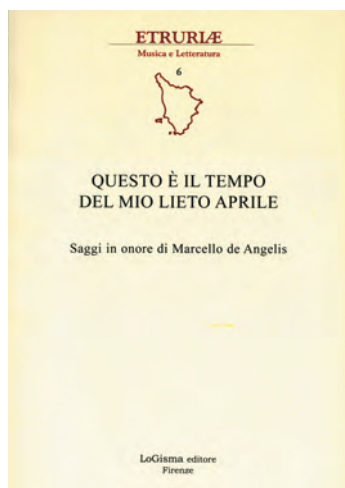 ETRURIÆ
Musica e Letteratura
6
QUESTO È IL TEMPO
DEL MIO LIETO APRILE
Saggi in onore di Marcello de Angelis
LoGisma editore
Firenze